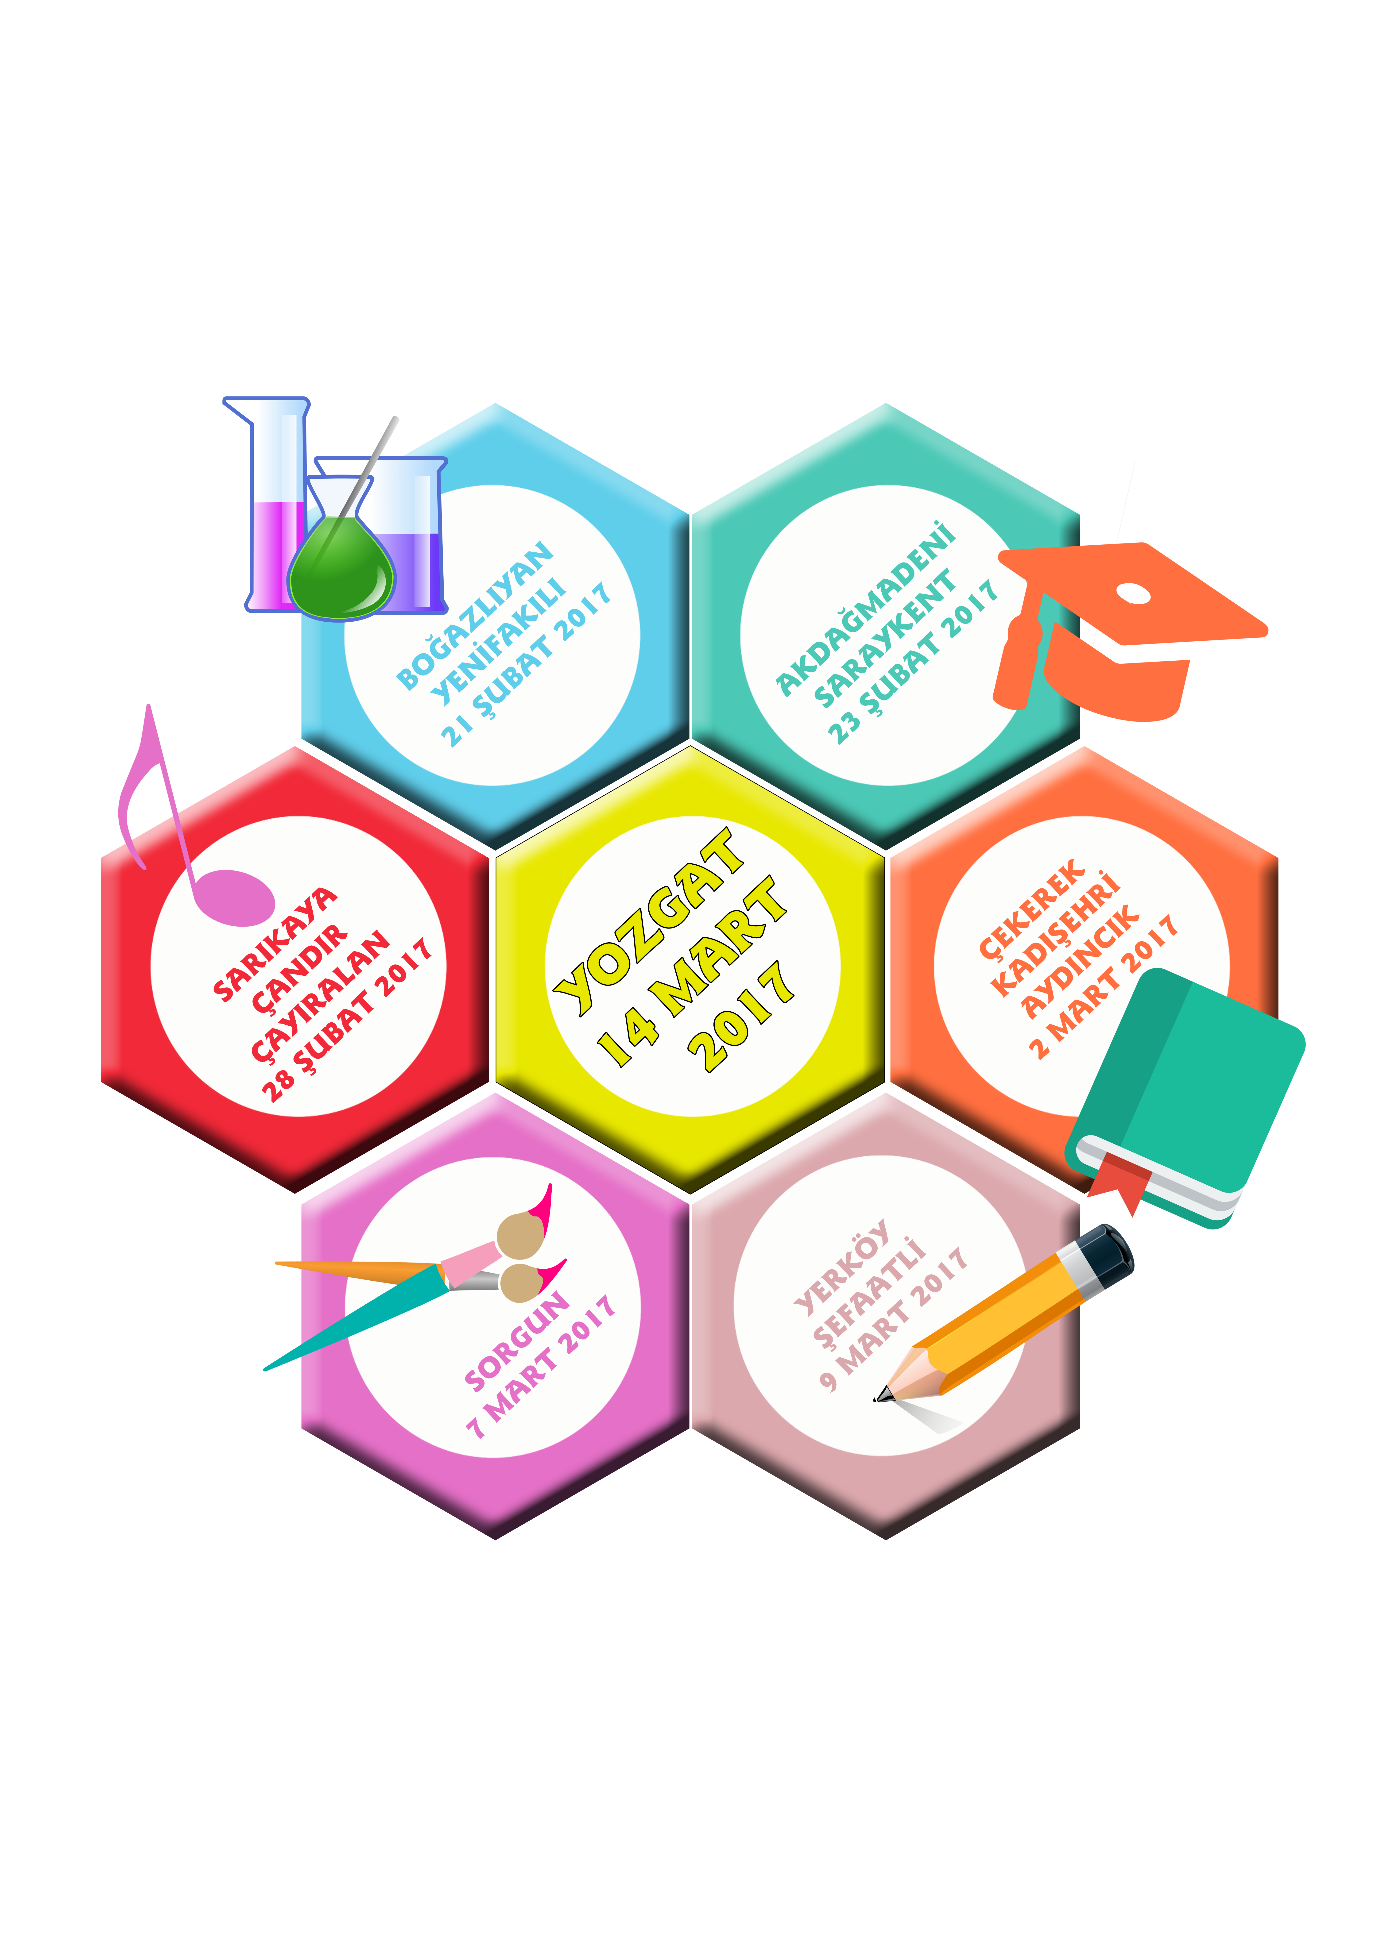 BOĞAZLIYAN
YENİFAKILI
21 ŞUBAT 2017
AKDAĞMADENİ
SARAYKENT
23 ŞUBAT 2017
SARIKAYA
ÇANDIR
ÇAYIRALAN
28 ŞUBAT 2017
YOZGAT
14 MART
2017
ÇEKEREK
KADIŞEHRİ
AYDINCIK
2 MART 2017
SORGUN
7 MART 2017
YERKÖY
ŞEFAATLİ
9 MART 2017